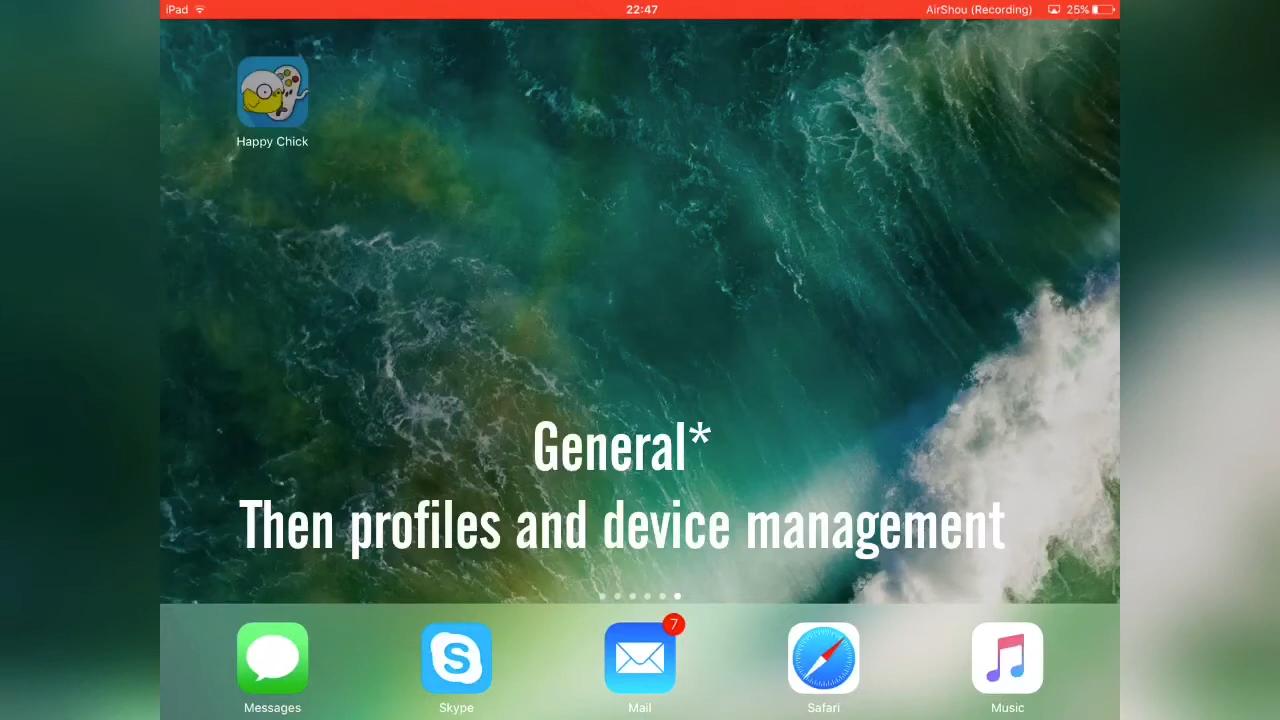 iPad 22:47 AirShou (Recording) 25%
Happy Chick
General*
Then profiles and device management
7
Messages Skype Mail Safari Music